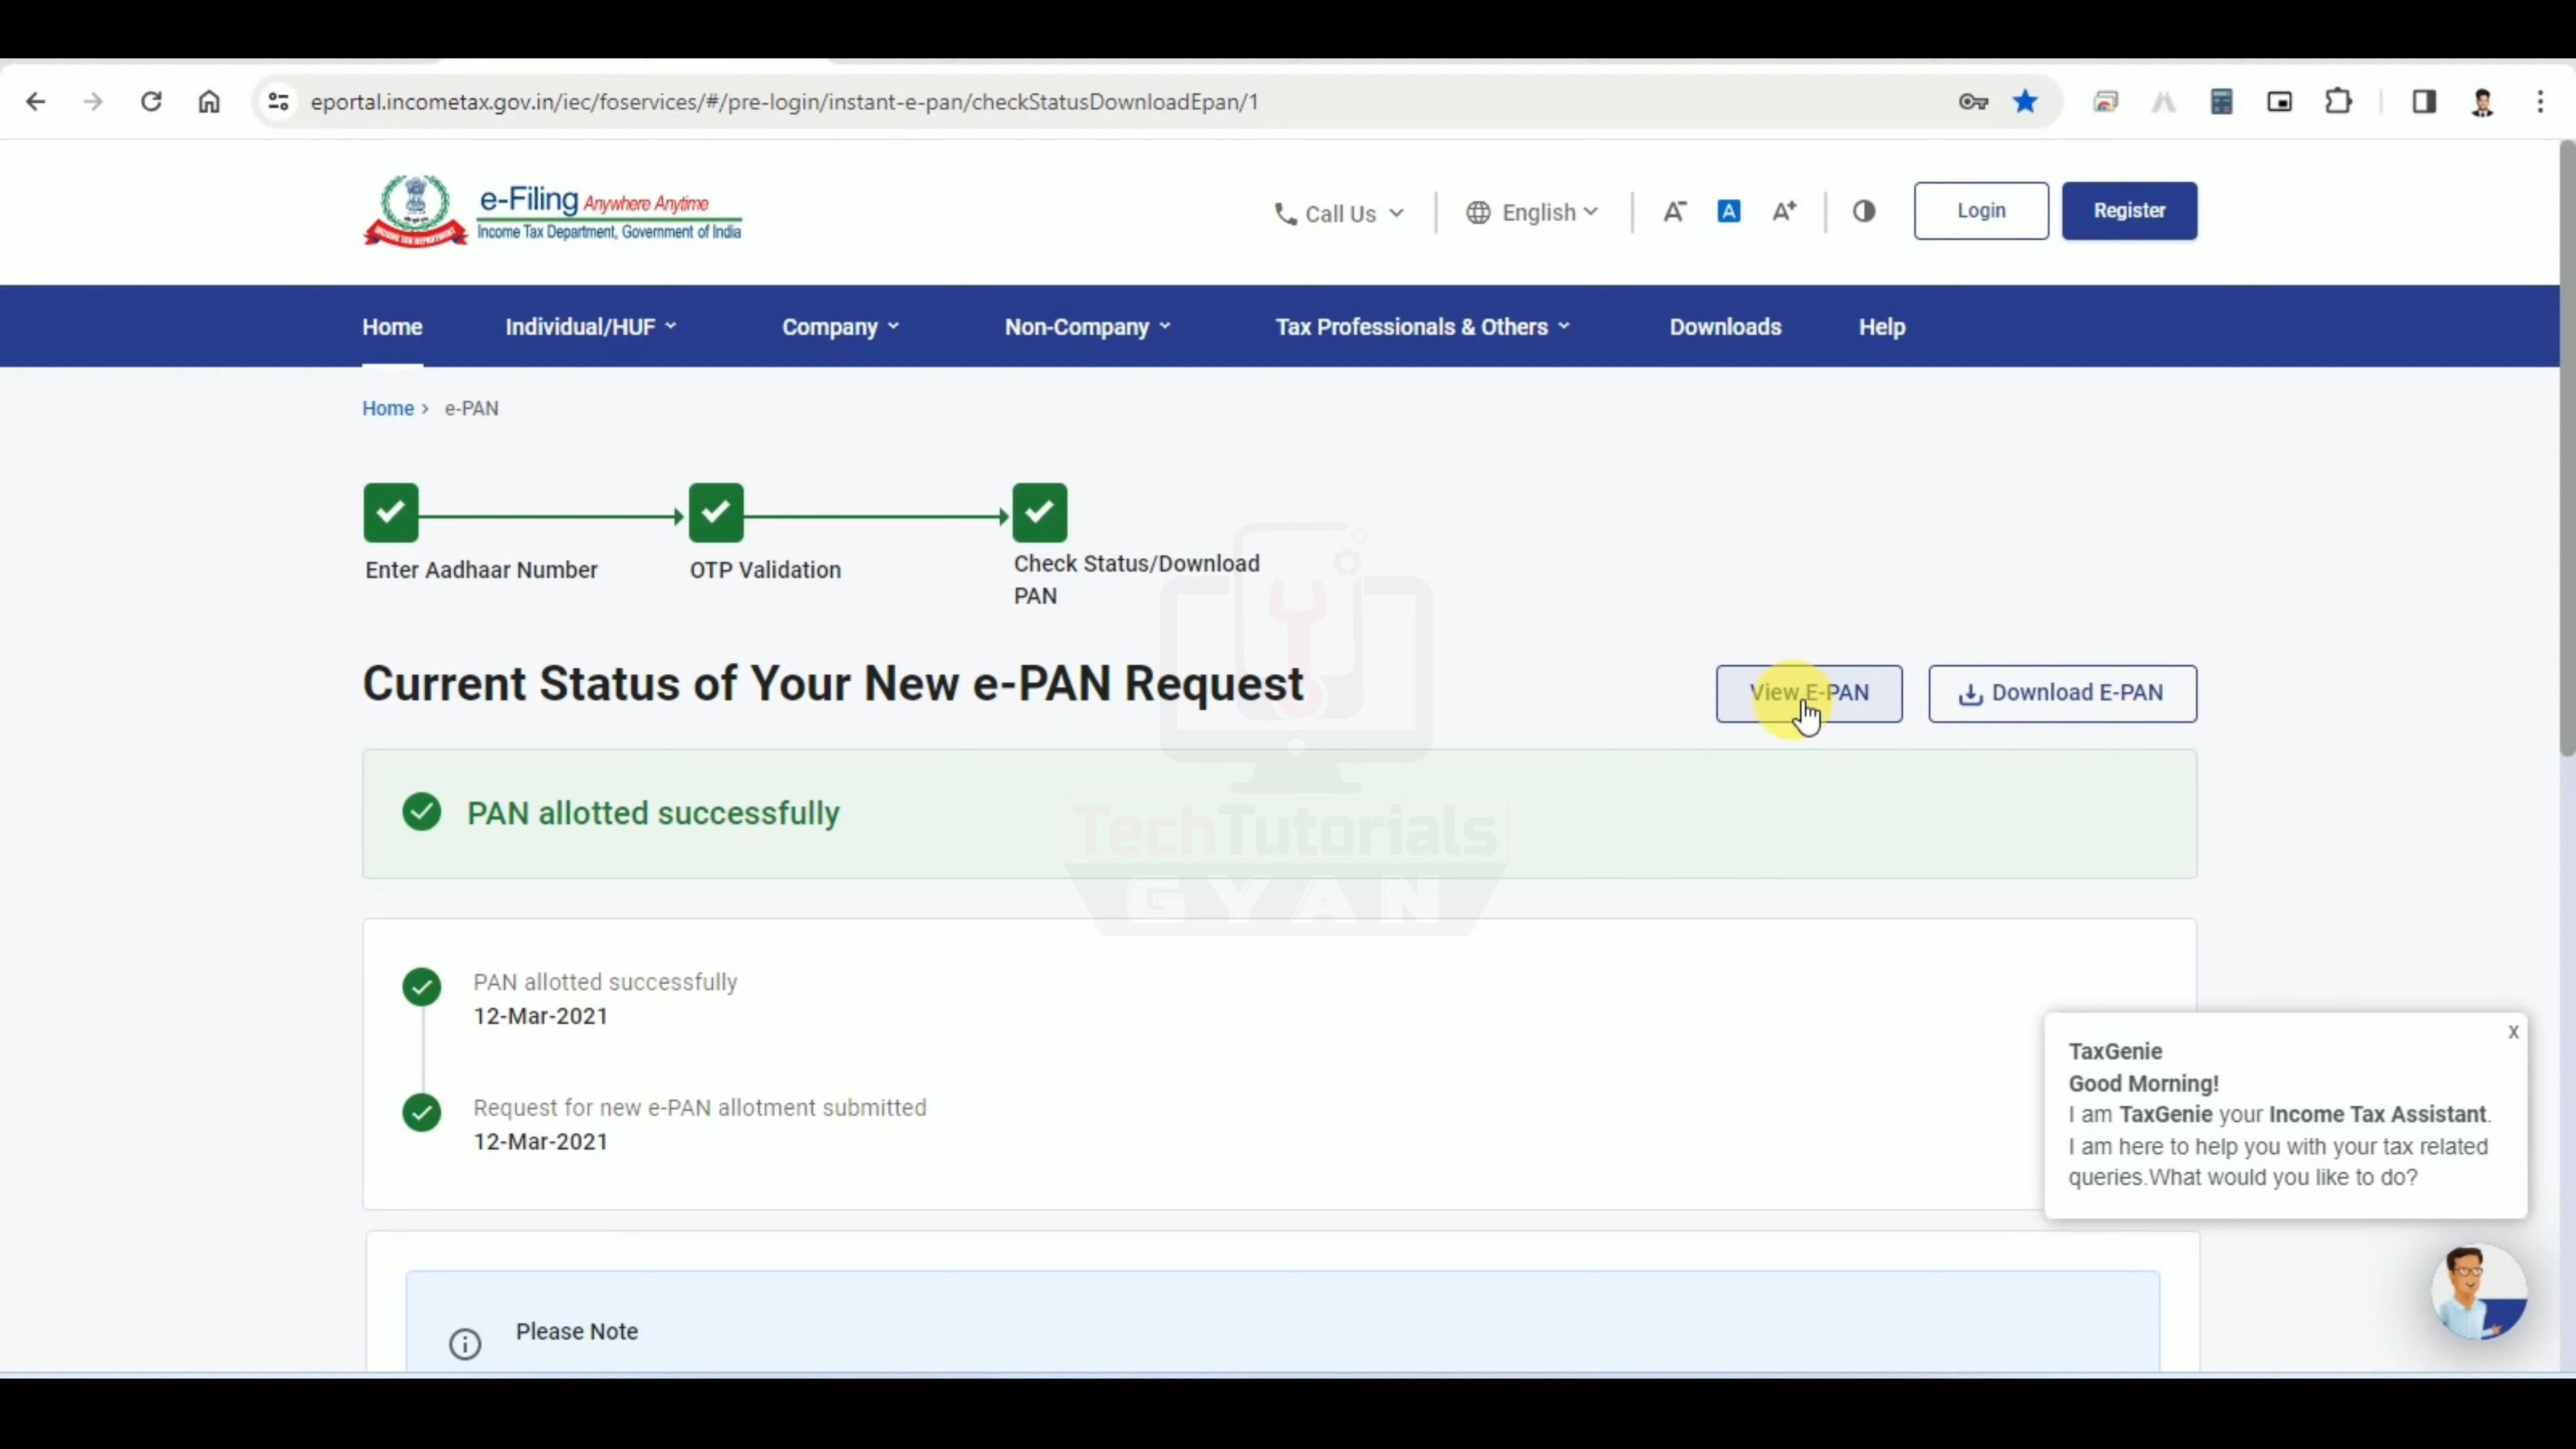 eportal.incometax.gov.in/iec/foservices/#/pre-login/instant-e-pan/checkStatusDownloadEpan/1
e-Filing Anywhere Anytime
Income Tax Department, Government of India
INCOME TAX DEPARTMENT
Call Us
English
A-
A
A+
Login
Register
Home
Individual/HUF
Company
Non-Company
Tax Professionals & Others
Downloads
Help
Home > e-PAN
Enter Aadhaar Number
OTP Validation
Check Status/Download
PAN
Current Status of Your New e-PAN Request
View E-PAN
Download E-PAN
PAN allotted successfully
TechTutorials
GYAN
PAN allotted successfully
12-Mar-2021
Request for new e-PAN allotment submitted
12-Mar-2021
x
TaxGenie
Good Morning!
I am TaxGenie your Income Tax Assistant.
I am here to help you with your tax related
queries.What would you like to do?
Please Note